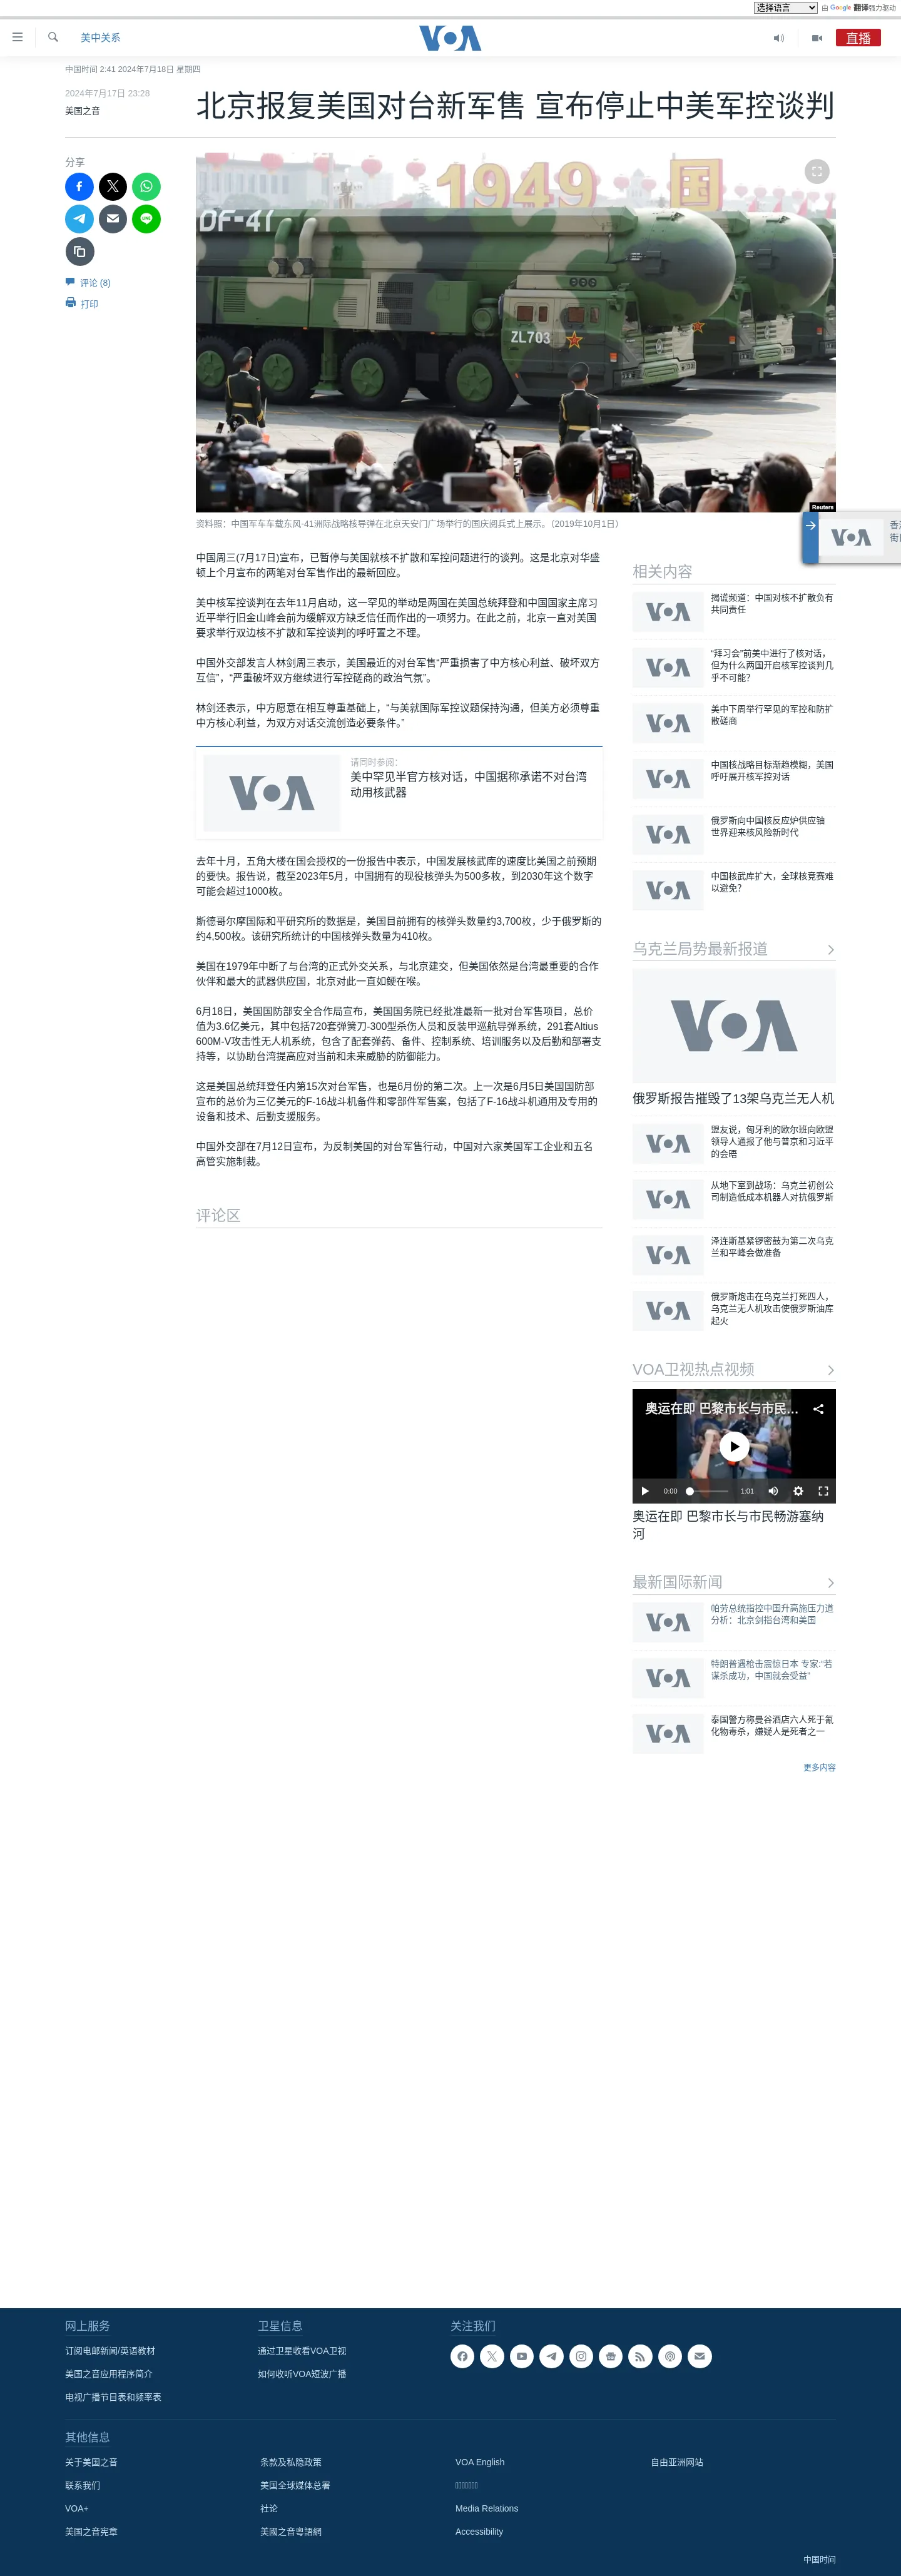 选择语言
由 Google 翻译强力驱动
美中关系
VOA
直播
中国时间 2:41 2024年7月18日 星期四
2024年7月17日 23:28
美国之音
北京报复美国对台新军售 宣布停止中美军控谈判
分享
评论 (8)
打印
1949
国
DF-41
ZL703
Reuters
资料照：中国军车车载东风-41洲际战略核导弹在北京天安门广场举行的国庆阅兵式上展示。（2019年10月1日）
VOA
香港
街
中国周三(7月17日)宣布，已暂停与美国就核不扩散和军控问题进行的谈判。这是北京对华盛
顿上个月宣布的两笔对台军售作出的最新回应。
美中核军控谈判在去年11月启动，这一罕见的举动是两国在美国总统拜登和中国国家主席习
近平举行旧金山峰会前为缓解双方缺乏信任而作出的一项努力。在此之前，北京一直对美国
要求举行双边核不扩散和军控谈判的呼吁置之不理。
中国外交部发言人林剑周三表示，美国最近的对台军售“严重损害了中方核心利益、破坏双方
互信”，“严重破坏双方继续进行军控磋商的政治气氛”。
林剑还表示，中方愿意在相互尊重基础上，“与美就国际军控议题保持沟通，但美方必须尊重
中方核心利益，为双方对话交流创造必要条件。”
VOA
请同时参阅：
美中罕见半官方核对话，中国据称承诺不对台湾
动用核武器
去年十月，五角大楼在国会授权的一份报告中表示，中国发展核武库的速度比美国之前预期
的要快。报告说，截至2023年5月，中国拥有的现役核弹头为500多枚，到2030年这个数字
可能会超过1000枚。
斯德哥尔摩国际和平研究所的数据是，美国目前拥有的核弹头数量约3,700枚，少于俄罗斯的
约4,500枚。该研究所统计的中国核弹头数量为410枚。
美国在1979年中断了与台湾的正式外交关系，与北京建交，但美国依然是台湾最重要的合作
伙伴和最大的武器供应国，北京对此一直如鲠在喉。
6月18日，美国国防部安全合作局宣布，美国国务院已经批准最新一批对台军售项目，总价
值为3.6亿美元，其中包括720套弹簧刀-300型杀伤人员和反装甲巡航导弹系统，291套Altius
600M-V攻击性无人机系统，包含了配套弹药、备件、控制系统、培训服务以及后勤和部署支
持等，以协助台湾提高应对当前和未来威胁的防御能力。
这是美国总统拜登任内第15次对台军售，也是6月份的第二次。上一次是6月5日美国国防部
宣布的总价为三亿美元的F-16战斗机备件和零部件军售案，包括了F-16战斗机通用及专用的
设备和技术、后勤支援服务。
中国外交部在7月12日宣布，为反制美国的对台军售行动，中国对六家美国军工企业和五名
高管实施制裁。
评论区
相关内容
VOA
揭谎频道：中国对核不扩散负有
共同责任
VOA
“拜习会”前美中进行了核对话，
但为什么两国开启核军控谈判几
乎不可能？
VOA
美中下周举行罕见的军控和防扩
散磋商
VOA
中国核战略目标渐趋模糊，美国
呼吁展开核军控对话
VOA
俄罗斯向中国核反应炉供应铀
世界迎来核风险新时代
VOA
中国核武库扩大，全球核竞赛难
以避免？
乌克兰局势最新报道
VOA
俄罗斯报告摧毁了13架乌克兰无人机
VOA
盟友说，匈牙利的欧尔班向欧盟
领导人通报了他与普京和习近平
的会晤
VOA
从地下室到战场：乌克兰初创公
司制造低成本机器人对抗俄罗斯
VOA
泽连斯基紧锣密鼓为第二次乌克
兰和平峰会做准备
VOA
俄罗斯炮击在乌克兰打死四人，
乌克兰无人机攻击使俄罗斯油库
起火
VOA卫视热点视频
奥运在即 巴黎市长与市民...
0:00
1:01
奥运在即 巴黎市长与市民畅游塞纳
河
最新国际新闻
VOA
帕劳总统指控中国升高施压力道
分析：北京剑指台湾和美国
VOA
特朗普遇枪击震惊日本 专家:“若
谋杀成功，中国就会受益”
VOA
泰国警方称曼谷酒店六人死于氰
化物毒杀，嫌疑人是死者之一
更多内容
网上服务
订阅电邮新闻/英语教材
美国之音应用程序简介
电视广播节目表和频率表
卫星信息
通过卫星收看VOA卫视
如何收听VOA短波广播
关注我们
其他信息
关于美国之音
条款及私隐政策
VOA English
自由亚洲网站
联系我们
美国全球媒体总署
VOA+
社论
Media Relations
美国之音宪章
美國之音粵語網
Accessibility
中国时间